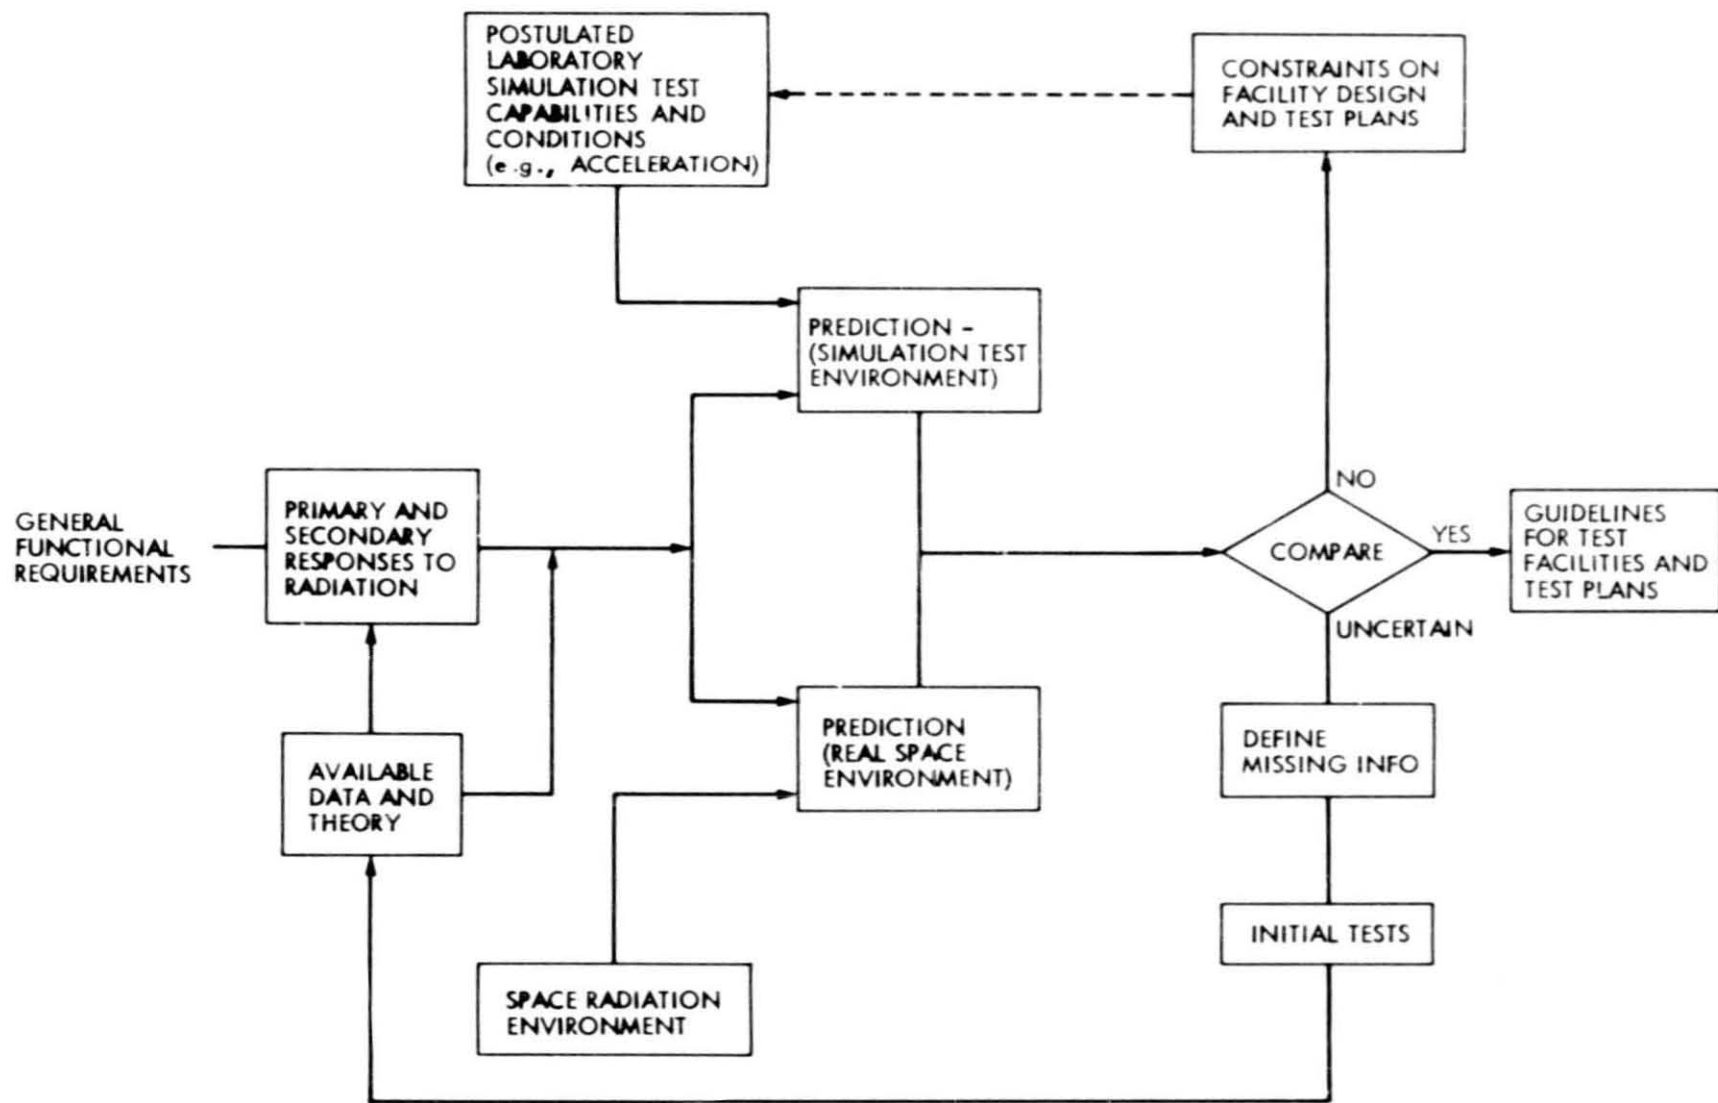 POSTULATED
LABORATORY
SIMULATION TEST
CAPABILITIES AND
CONDITIONS
(e.g., ACCELERATION)
CONSTRAINTS ON
FACILITY DESIGN
AND TEST PLANS
PREDICTION -
(SIMULATION TEST
ENVIRONMENT)
GENERAL
FUNCTIONAL
REQUIREMENTS
PRIMARY AND
SECONDARY
RESPONSES TO
RADIATION
NO
COMPARE
YES
GUIDELINES
FOR TEST
FACILITIES AND
TEST PLANS
UNCERTAIN
PREDICTION
(REAL SPACE
ENVIRONMENT)
DEFINE
MISSING INFO
AVAILABLE
DATA AND
THEORY
INITIAL TESTS
SPACE RADIATION
ENVIRONMENT